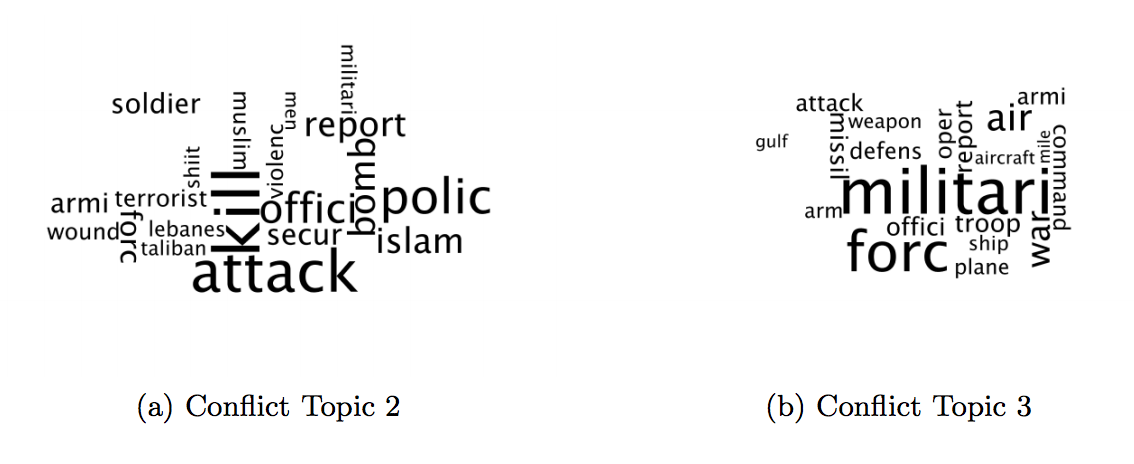 soldier
muslim
men
militari
report
violenc
shiit
bomb
armi
terrorist
kill
offici
polic
wound
forc
lebanes
secur
islam
taliban
attack
(a) Conflict Topic 2
attack
armi
missil
weapon
oper
report
air
gulf
defens
aircraft
mile
command
militari
arm
offici
troop
war
forc
ship
plane
(b) Conflict Topic 3